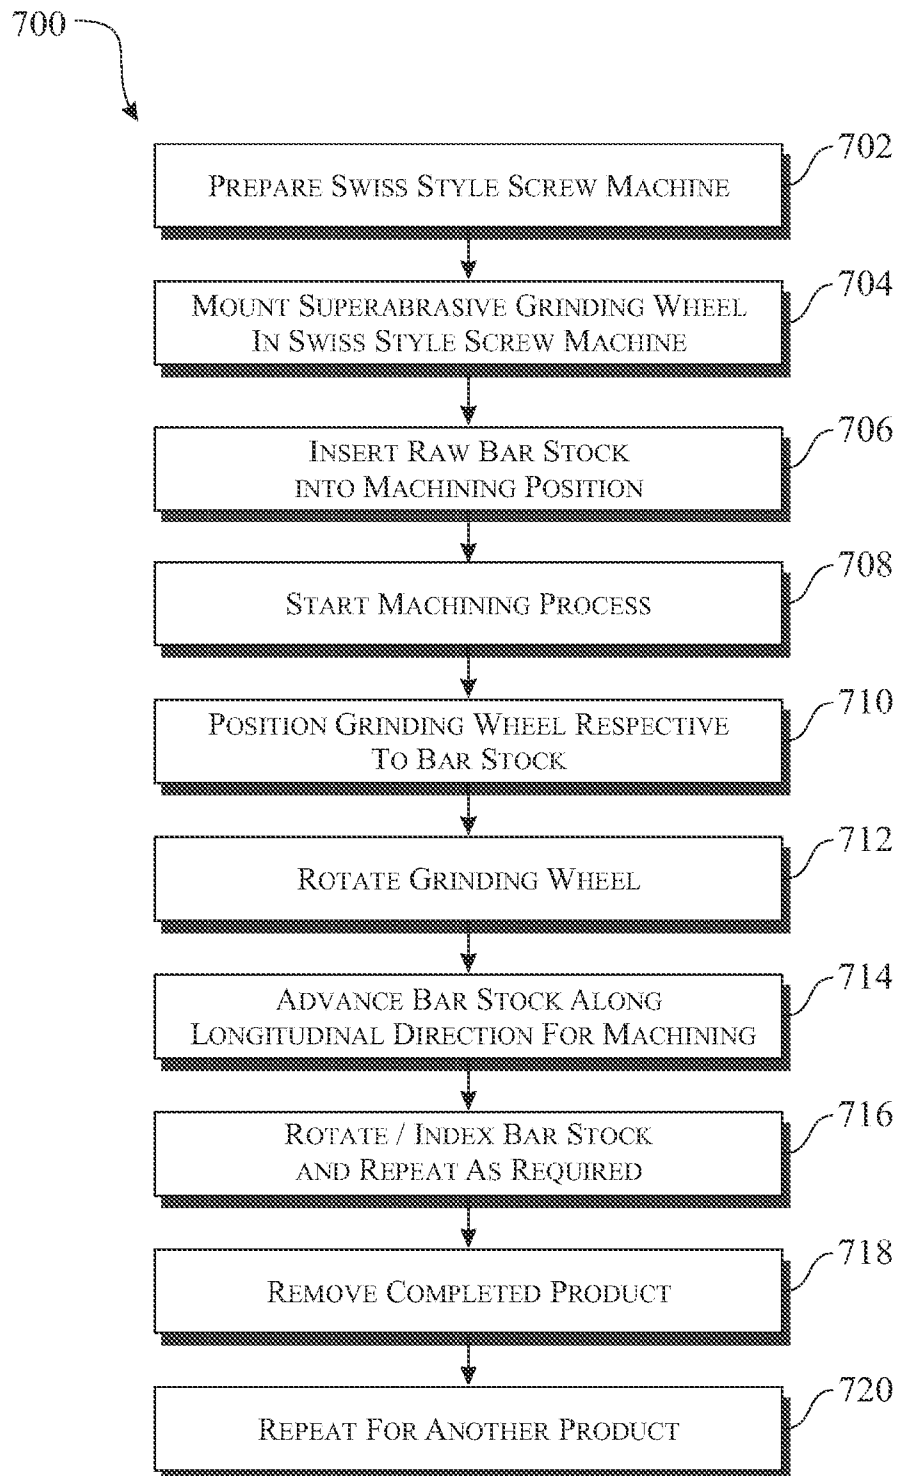 700
PREPARE SWISS STYLE SCREW MACHINE
702
MOUNT SUPERABRASIVE GRINDING WHEEL
IN SWISS STYLE SCREW MACHINE
704
INSERT RAW BAR STOCK
INTO MACHINING POSITION
706
START MACHINING PROCESS
708
POSITION GRINDING WHEEL RESPECTIVE
TO BAR STOCK
710
ROTATE GRINDING WHEEL
712
ADVANCE BAR STOCK ALONG
LONGITUDINAL DIRECTION FOR MACHINING
714
ROTATE / INDEX BAR STOCK
AND REPEAT AS REQUIRED
716
REMOVE COMPLETED PRODUCT
718
REPEAT FOR ANOTHER PRODUCT
720